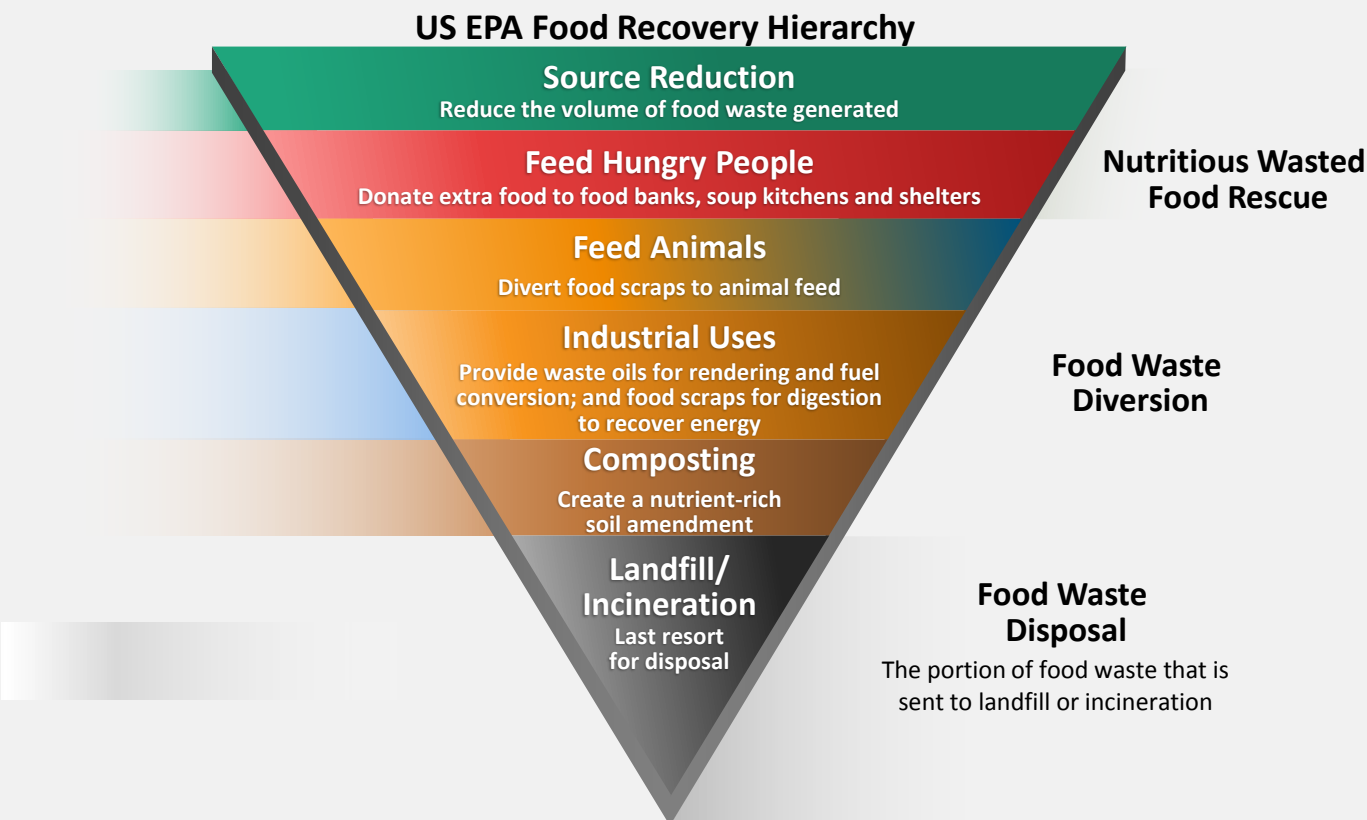 US EPA Food Recovery Hierarchy
Source Reduction
Reduce the volume of food waste generated
Feed Hungry People
Donate extra food to food banks, soup kitchens and shelters
Nutritious Wasted
Food Rescue
Feed Animals
Divert food scraps to animal feed
Industrial Uses
Provide waste oils for rendering and fuel
conversion; and food scraps for digestion
to recover energy
Food Waste
Diversion
Composting
Create a nutrient-rich
soil amendment
Landfill/
Incineration
Last resort
for disposal
Food Waste
Disposal
The portion of food waste that is
sent to landfill or incineration